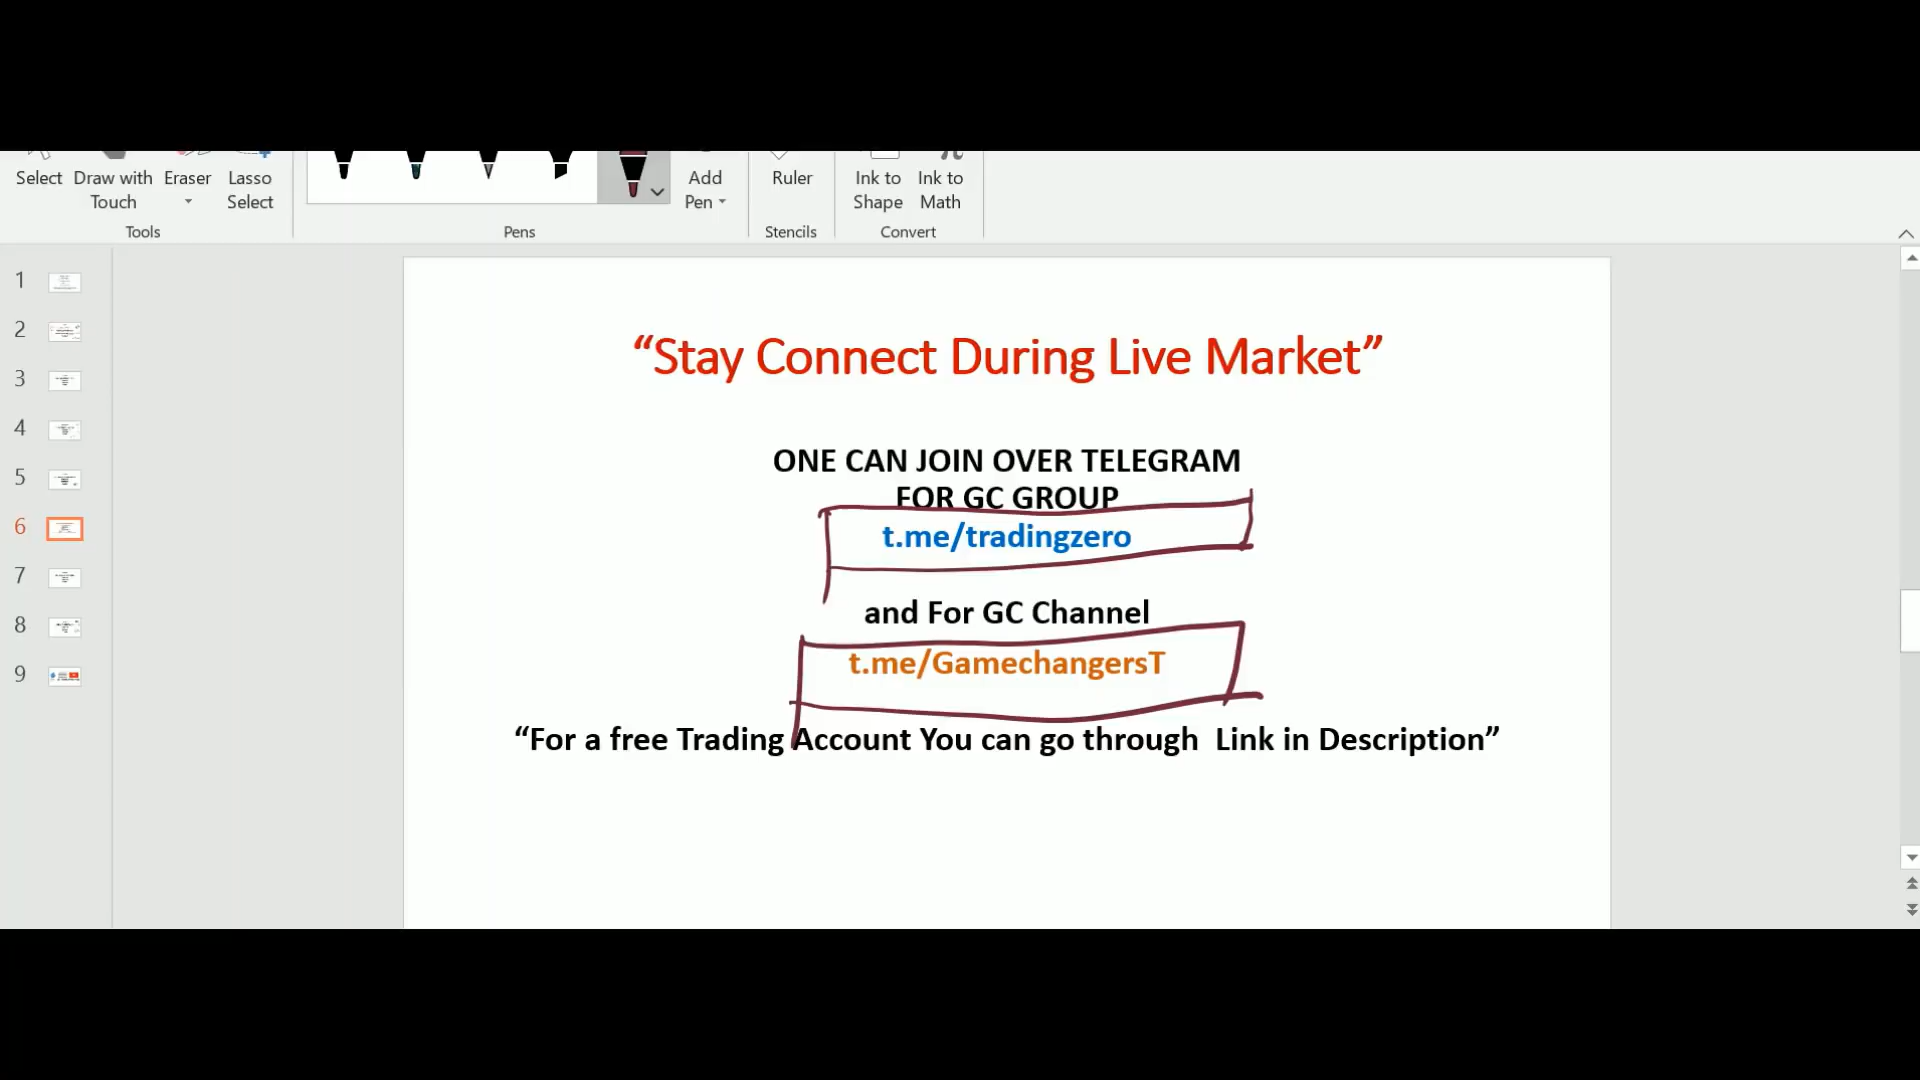 Select
Draw with Touch
Eraser
Lasso Select
Add Pen
Ruler
Ink to Shape
Ink to Math
Tools
Pens
Stencils
Convert
1
2
3
4
5
6
7
8
9
“Stay Connect During Live Market”
ONE CAN JOIN OVER TELEGRAM
FOR GC GROUP
t.me/tradingzero
and For GC Channel
t.me/GamechangersT
“For a free Trading Account You can go through Link in Description”